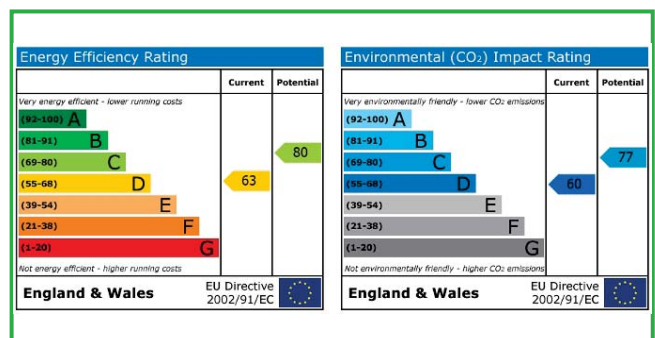 Energy Efficiency Rating
Current Potential
Very energy efficient - lower running costs
(92-100) A
(81-91) B
(69-80) C
(55-68) D
(39-54) E
(21-38) F
(1-20) G
63
80
Not energy efficient - higher running costs
England & Wales
EU Directive
2002/91/EC
Environmental (CO₂) Impact Rating
Current Potential
Very environmentally friendly - lower CO₂ emissions
(92-100) A
(81-91) B
(69-80) C
(55-68) D
(39-54) E
(21-38) F
(1-20) G
60
77
Not environmentally friendly - higher CO₂ emissions
England & Wales
EU Directive
2002/91/EC